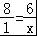 8/1 = 6/x